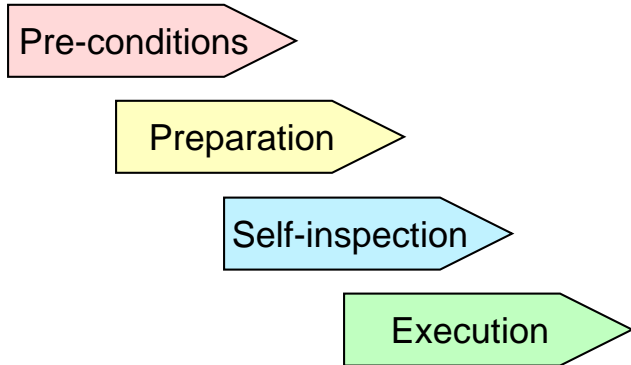 Pre-conditions
Preparation
Self-inspection
Execution